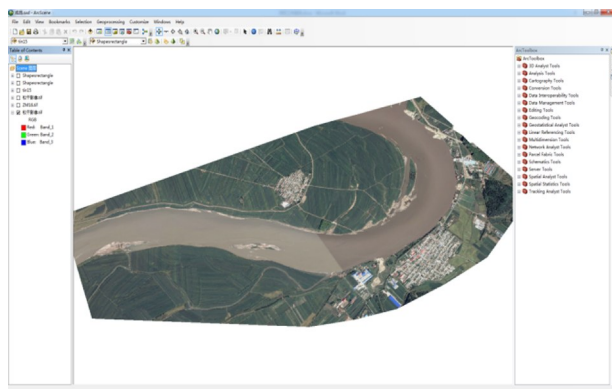 File Edit View Bookmarks Selection Geoprocessing Customize Windows Help
Table of Contents
Shapesrectangle
Shapesrectangle
Shapesrectangle
RGB
Red: Band_1
Green: Band_2
Blue: Band_3
ArcToolbox
ArcToolbox
3D Analyst Tools
Analysis Tools
Cartography Tools
Conversion Tools
Data Interoperability Tools
Data Management Tools
Editing Tools
Geocoding Tools
Geostatistical Analyst Tools
Linear Referencing Tools
Multidimension Tools
Network Analyst Tools
Parcel Fabric Tools
Schematics Tools
Server Tools
Spatial Analyst Tools
Spatial Statistics Tools
Tracking Analyst Tools